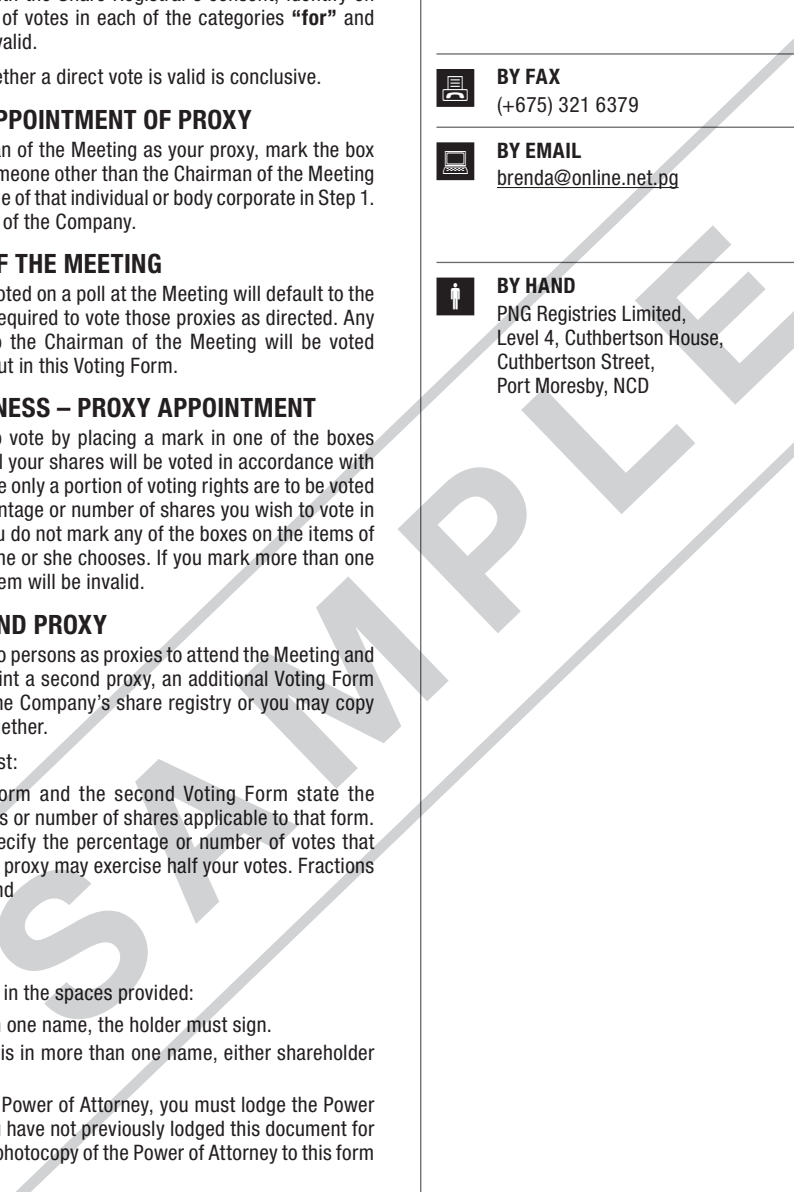 of votes in each of the categories “for” and
valid.
ether a direct vote is valid is conclusive.
PPOINTMENT OF PROXY
an of the Meeting as your proxy, mark the box
meone other than the Chairman of the Meeting
e of that individual or body corporate in Step 1.
of the Company.
F THE MEETING
oted on a poll at the Meeting will default to the
equired to vote those proxies as directed. Any
o the Chairman of the Meeting will be voted
ut in this Voting Form.
NESS – PROXY APPOINTMENT
o vote by placing a mark in one of the boxes
l your shares will be voted in accordance with
e only a portion of voting rights are to be voted
entage or number of shares you wish to vote in
u do not mark any of the boxes on the items of
he or she chooses. If you mark more than one
em will be invalid.
ND PROXY
o persons as proxies to attend the Meeting and
int a second proxy, an additional Voting Form
he Company’s share registry or you may copy
ether.
st:
orm and the second Voting Form state the
s or number of shares applicable to that form.
ecify the percentage or number of votes that
proxy may exercise half your votes. Fractions
nd
in the spaces provided:
n one name, the holder must sign.
is in more than one name, either shareholder
Power of Attorney, you must lodge the Power
u have not previously lodged this document for
photocopy of the Power of Attorney to this form
BY FAX
(+675) 321 6379
BY EMAIL
brenda@online.net.pg
BY HAND
PNG Registries Limited,
Level 4, Cuthbertson House,
Cuthbertson Street,
Port Moresby, NCD
SAMPLE